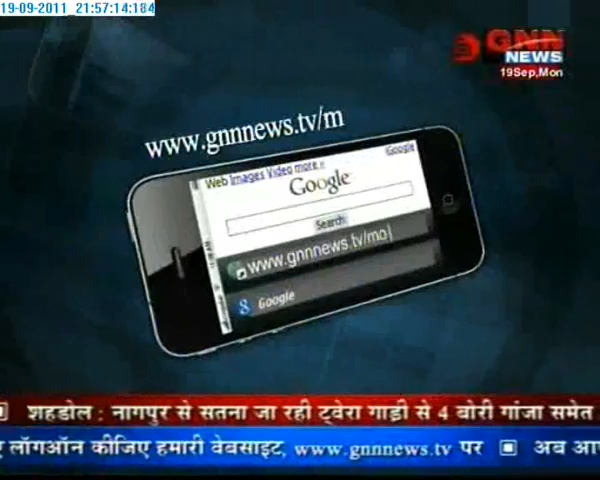 19-09-2011_21:57:14:184
GNN
NEWS
19Sep,Mon
www.gnnnews.tv/m
Web Images Video more »
Google
Google
Search
www.gnnnews.tv/mo
Google
शहडोल : नागपुर से सतना जा रही ट्वेरा गाड़ी से 4 बोरी गांजा समेत
लॉगऑन कीजिए हमारी वेबसाइट, www.gnnnews.tv पर अब आप